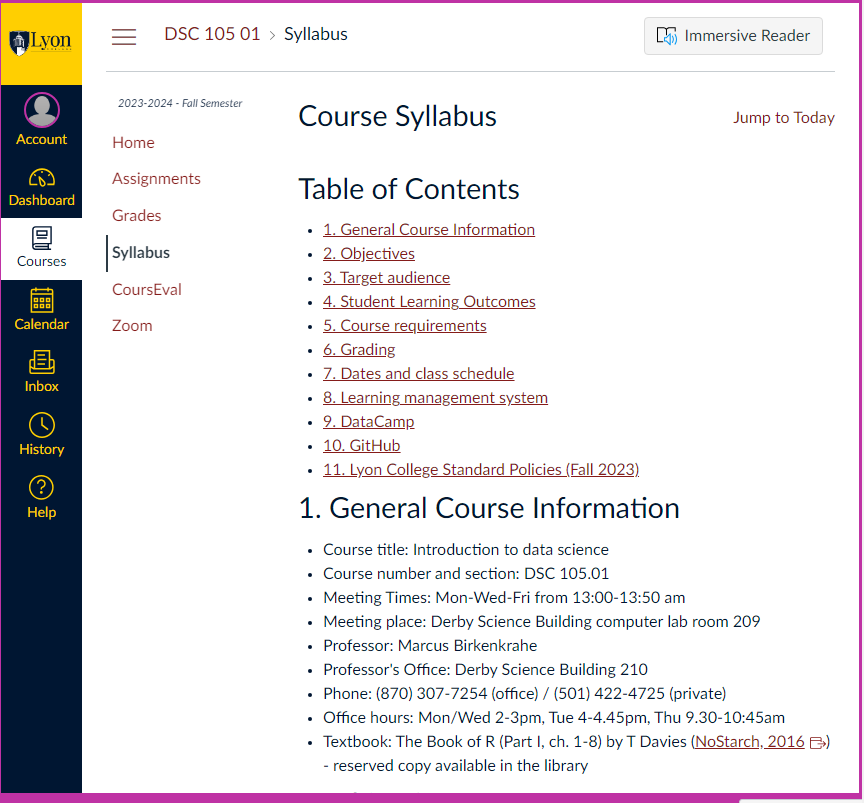 Lyon
DSC 105 01 › Syllabus
Immersive Reader
Account
Dashboard
Courses
Calendar
Inbox
History
Help
2023-2024 - Fall Semester
Home
Assignments
Grades
Syllabus
CoursEval
Zoom
Course Syllabus
Jump to Today
Table of Contents
• 1. General Course Information
• 2. Objectives
• 3. Target audience
• 4. Student Learning Outcomes
• 5. Course requirements
• 6. Grading
• 7. Dates and class schedule
• 8. Learning management system
• 9. DataCamp
• 10. GitHub
• 11. Lyon College Standard Policies (Fall 2023)
1. General Course Information
• Course title: Introduction to data science
• Course number and section: DSC 105.01
• Meeting Times: Mon-Wed-Fri from 13:00-13:50 am
• Meeting place: Derby Science Building computer lab room 209
• Professor: Marcus Birkenkrahe
• Professor's Office: Derby Science Building 210
• Phone: (870) 307-7254 (office) / (501) 422-4725 (private)
• Office hours: Mon/Wed 2-3pm, Tue 4-4.45pm, Thu 9.30-10:45am
• Textbook: The Book of R (Part I, ch. 1-8) by T Davies (NoStarch, 2016)
- reserved copy available in the library